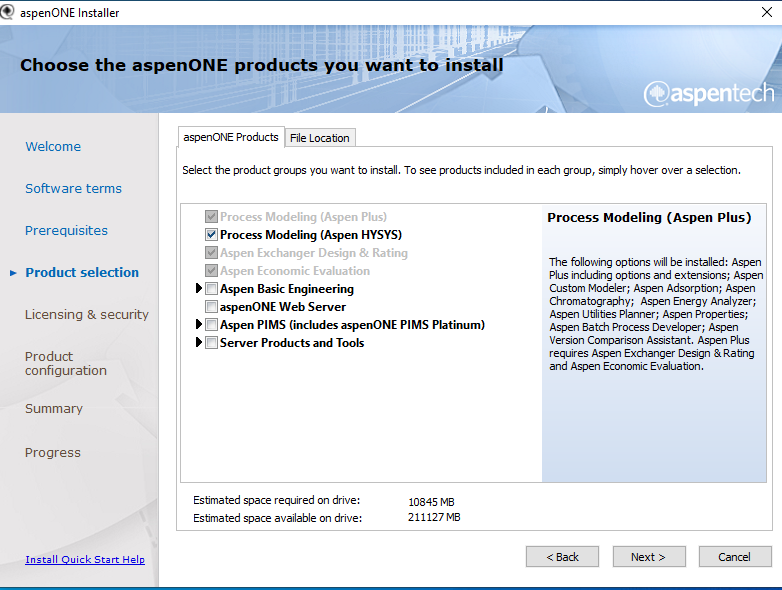 aspenONE Installer
Choose the aspenONE products you want to install
aspentech
Welcome
Software terms
Prerequisites
Product selection
Licensing & security
Product
configuration
Summary
Progress
Install Quick Start Help
aspenONE Products
File Location
Select the product groups you want to install. To see products included in each group, simply hover over a selection.
Process Modeling (Aspen Plus)
Process Modeling (Aspen HYSYS)
Aspen Exchanger Design & Rating
Aspen Economic Evaluation
Aspen Basic Engineering
aspenONE Web Server
Aspen PIMS (includes aspenONE PIMS Platinum)
Server Products and Tools
Process Modeling (Aspen Plus)
The following options will be installed: Aspen
Plus including options and extensions; Aspen
Custom Modeler; Aspen Adsorption; Aspen
Chromatography; Aspen Energy Analyzer;
Aspen Utilities Planner; Aspen Properties;
Aspen Batch Process Developer; Aspen
Version Comparison Assistant. Aspen Plus
requires Aspen Exchanger Design & Rating
and Aspen Economic Evaluation.
Estimated space required on drive: 10845 MB
Estimated space available on drive: 211127 MB
< Back
Next >
Cancel